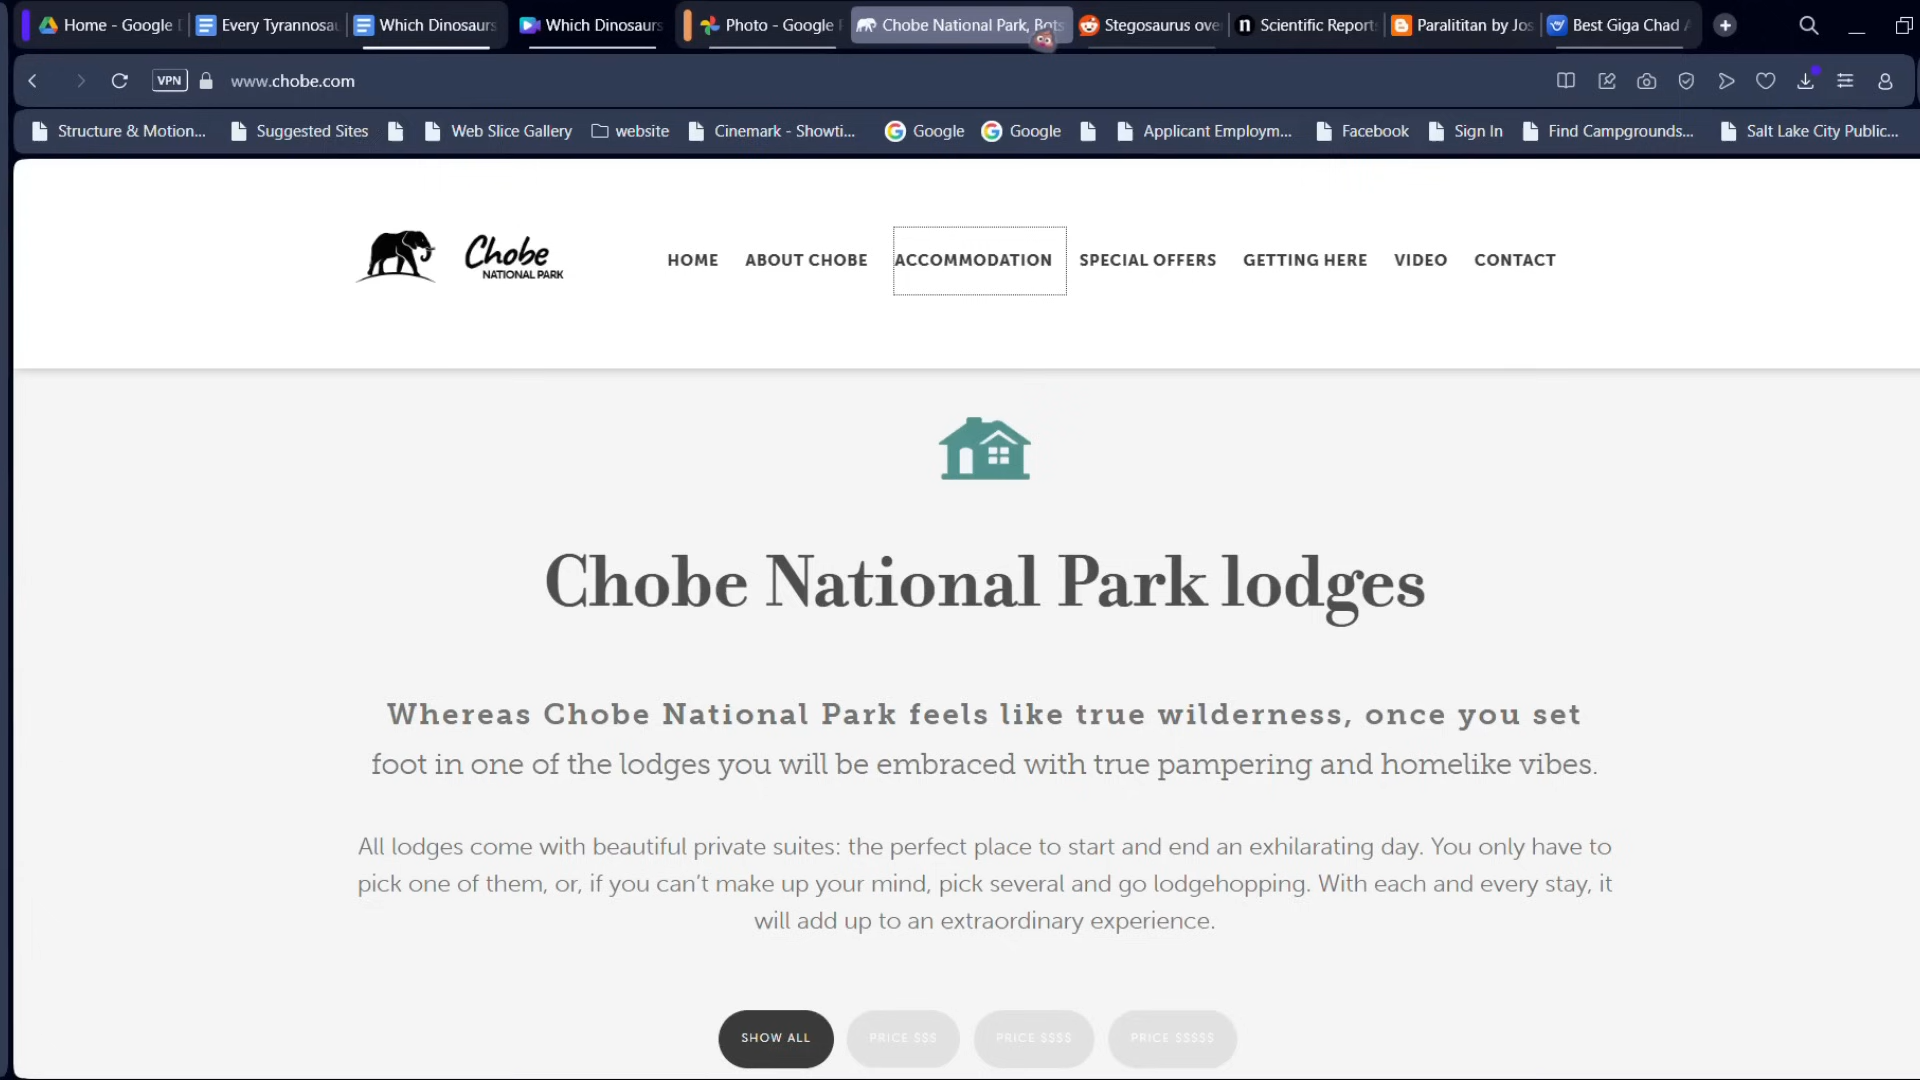 Home - Google D
Every Tyrannosau
Which Dinosaurs
Which Dinosaurs
Photo - Google
Chobe National Park, Bots
Stegosaurus ove
Scientific Report
Paralititan by Jos
Best Giga Chad A
VPN
www.chobe.com
Structure & Motion...
Suggested Sites
Web Slice Gallery
website
Cinemark - Showti...
Google
Google
Applicant Employm...
Facebook
Sign In
Find Campgrounds...
Salt Lake City Public...
Chobe
NATIONAL PARK
HOME
ABOUT CHOBE
ACCOMMODATION
SPECIAL OFFERS
GETTING HERE
VIDEO
CONTACT
Chobe National Park lodges
Whereas Chobe National Park feels like true wilderness, once you set
foot in one of the lodges you will be embraced with true pampering and homelike vibes.
All lodges come with beautiful private suites: the perfect place to start and end an exhilarating day. You only have to
pick one of them, or, if you can’t make up your mind, pick several and go lodgehopping. With each and every stay, it
will add up to an extraordinary experience.
SHOW ALL
PRICE $$$
PRICE $$$$
PRICE $$$$$